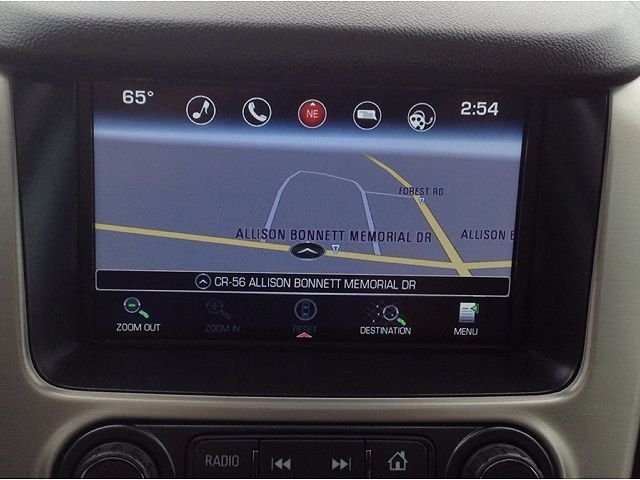 65°
NE
2:54
FOREST RD
ALLISON BONNETT MEMORIAL DR
ALLISON B
CR-56 ALLISON BONNETT MEMORIAL DR
ZOOM OUT
ZOOM IN
RESET
DESTINATION
MENU
RADIO